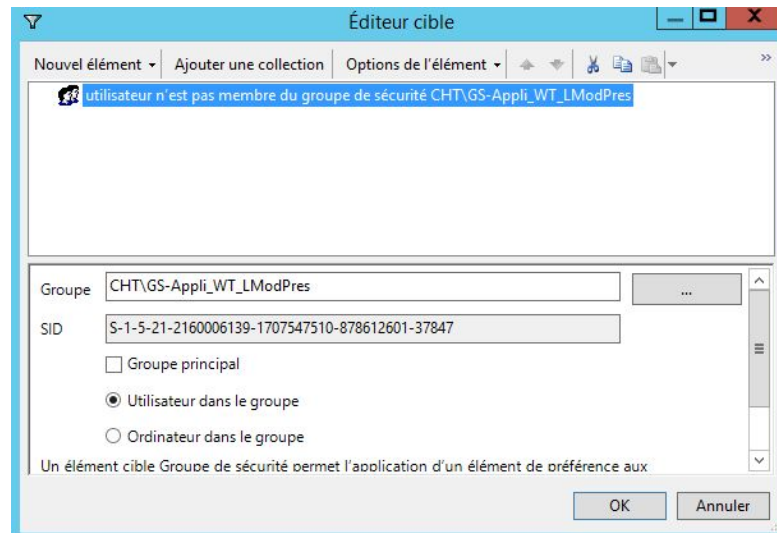 Éditeur cible
Nouvel élément Ajouter une collection Options de l'élément »
utilisateur n'est pas membre du groupe de sécurité CHT\GS-Appli_WT_LModPres
Groupe CHT\GS-Appli_WT_LModPres ...
SID S-1-5-21-2160006139-1707547510-878612601-37847
Groupe principal
Utilisateur dans le groupe
Ordinateur dans le groupe
Un élément cible Groupe de sécurité permet l'application d'un élément de préférence aux
OK Annuler